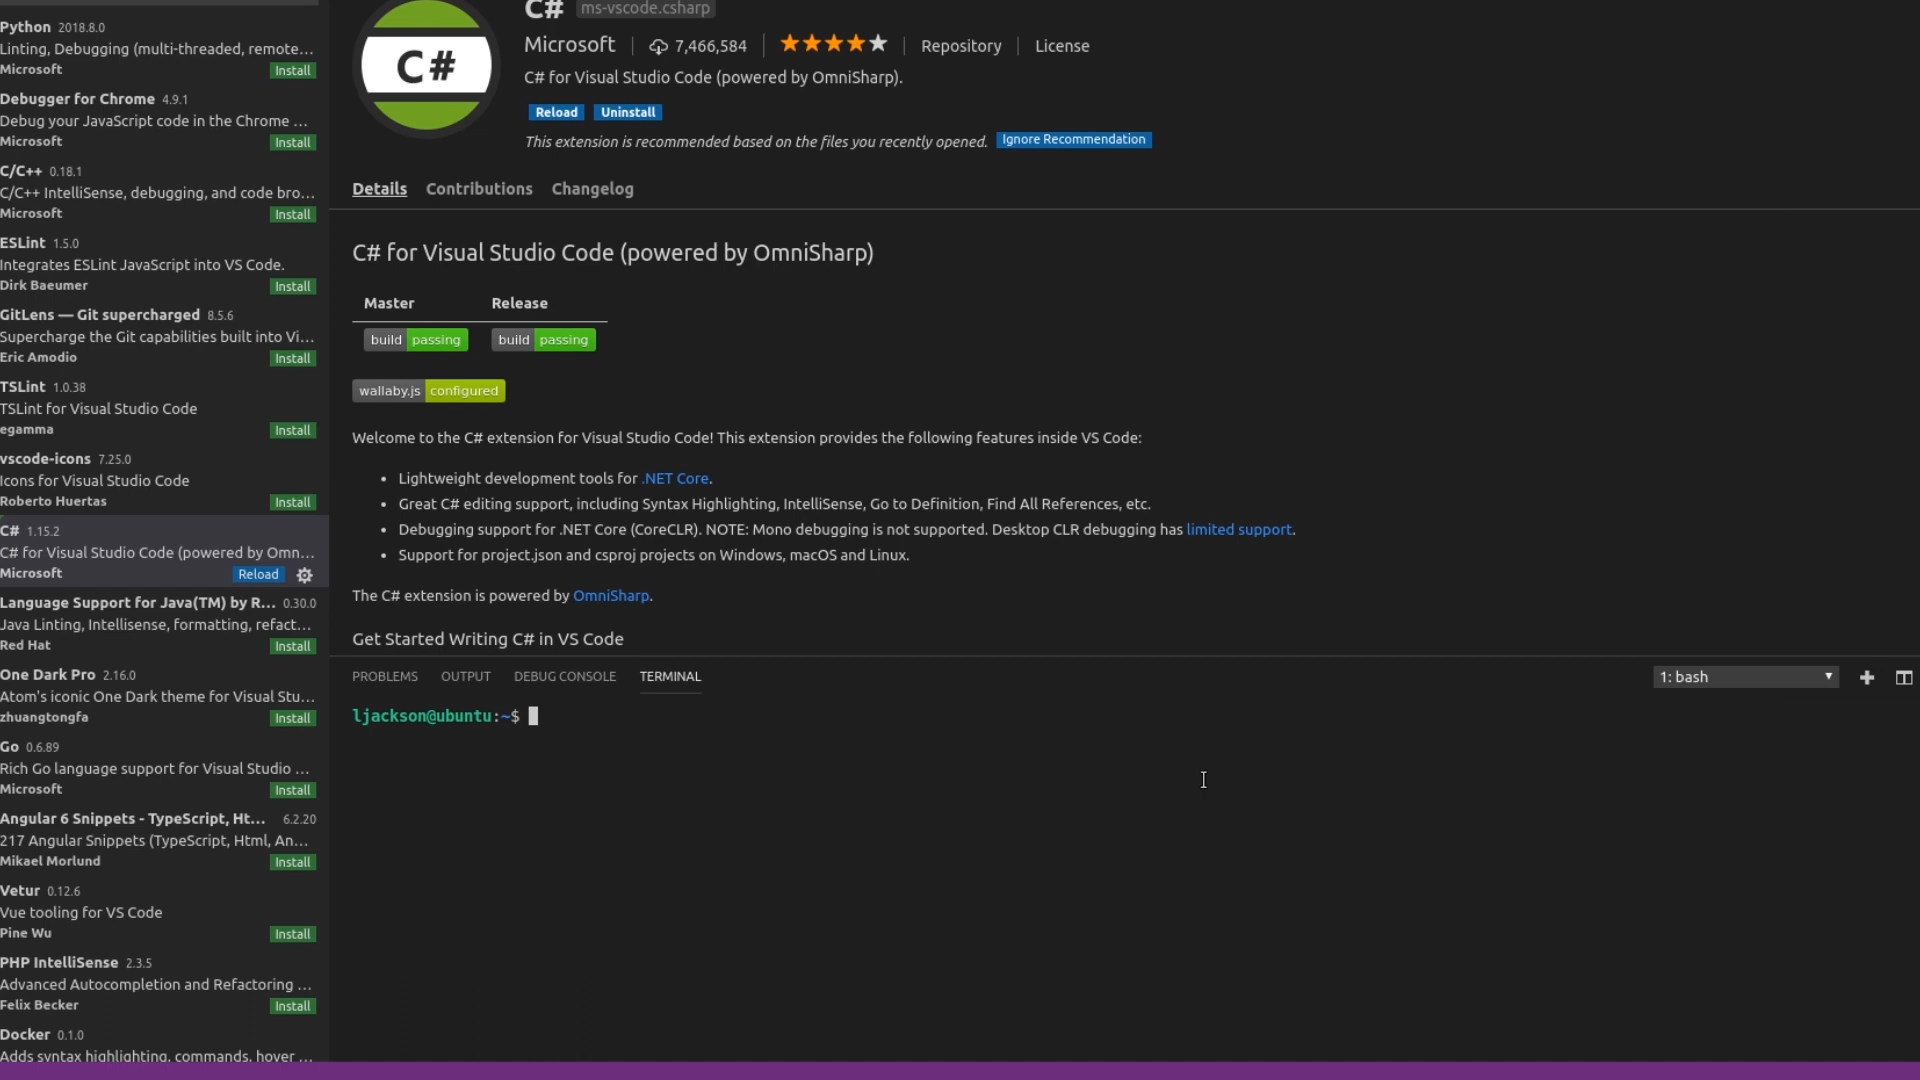 Python 2018.8.0
Linting, Debugging (multi-threaded, remote...
Microsoft Install
Debugger for Chrome 4.9.1
Debug your JavaScript code in the Chrome ...
Microsoft Install
C/C++ 0.18.1
C/C++ IntelliSense, debugging, and code bro...
Microsoft Install
ESLint 1.5.0
Integrates ESLint JavaScript into VS Code.
Dirk Baeumer Install
GitLens — Git supercharged 8.5.6
Supercharge the Git capabilities built into Vi...
Eric Amodio Install
TSLint 1.0.38
TSLint for Visual Studio Code
egamma Install
vscode-icons 7.25.0
Icons for Visual Studio Code
Roberto Huertas Install
C# 1.15.2
C# for Visual Studio Code (powered by Omn...
Microsoft Reload
Language Support for Java(TM) by R... 0.30.0
Java Linting, Intellisense, formatting, refact...
Red Hat Install
One Dark Pro 2.16.0
Atom's iconic One Dark theme for Visual Stu...
zhuangtongfa Install
Go 0.6.89
Rich Go language support for Visual Studio ...
Microsoft Install
Angular 6 Snippets - TypeScript, Ht... 6.2.20
217 Angular Snippets (TypeScript, Html, An...
Mikael Morlund Install
Vetur 0.12.6
Vue tooling for VS Code
Pine Wu Install
PHP IntelliSense 2.3.5
Advanced Autocompletion and Refactoring ...
Felix Becker Install
Docker 0.1.0
Adds syntax highlighting, commands, hover ...
C#
C# ms-vscode.csharp
Microsoft 7,466,584 Repository License
C# for Visual Studio Code (powered by OmniSharp).
Reload Uninstall
This extension is recommended based on the files you recently opened. Ignore Recommendation
Details Contributions Changelog
C# for Visual Studio Code (powered by OmniSharp)
Master Release
build passing build passing
wallaby.js configured
Welcome to the C# extension for Visual Studio Code! This extension provides the following features inside VS Code:
• Lightweight development tools for .NET Core.
• Great C# editing support, including Syntax Highlighting, IntelliSense, Go to Definition, Find All References, etc.
• Debugging support for .NET Core (CoreCLR). NOTE: Mono debugging is not supported. Desktop CLR debugging has limited support.
• Support for project.json and csproj projects on Windows, macOS and Linux.
The C# extension is powered by OmniSharp.
Get Started Writing C# in VS Code
PROBLEMS OUTPUT DEBUG CONSOLE TERMINAL 1: bash
ljackson@ubuntu:~$